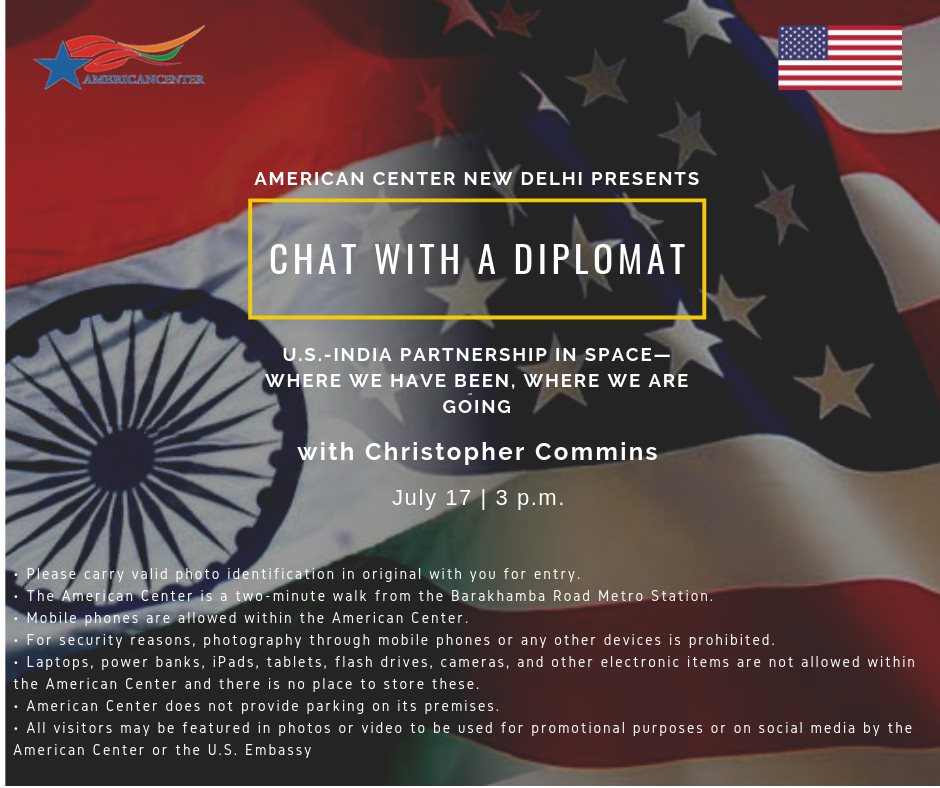 AMERICANCENTER
AMERICAN CENTER NEW DELHI PRESENTS
CHAT WITH A DIPLOMAT
U.S.-INDIA PARTNERSHIP IN SPACE—
WHERE WE HAVE BEEN, WHERE WE ARE
GOING
with Christopher Commins
July 17 | 3 p.m.
• Please carry valid photo identification in original with you for entry.
• The American Center is a two-minute walk from the Barakhamba Road Metro Station.
• Mobile phones are allowed within the American Center.
• For security reasons, photography through mobile phones or any other devices is prohibited.
• Laptops, power banks, iPads, tablets, flash drives, cameras, and other electronic items are not allowed within
the American Center and there is no place to store these.
• American Center does not provide parking on its premises.
• All visitors may be featured in photos or video to be used for promotional purposes or on social media by the
American Center or the U.S. Embassy